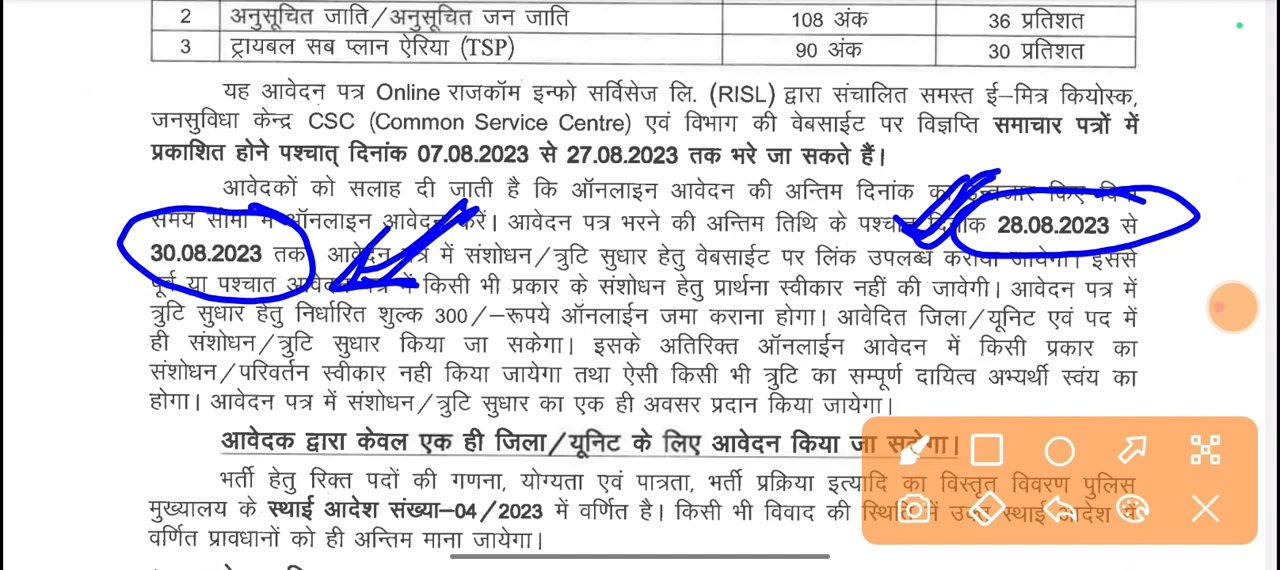 2 अनुसूचित जाति/अनुसूचित जन जाति 108 अंक 36 प्रतिशत
3 ट्रायबल सब प्लान ऐरिया (TSP) 90 अंक 30 प्रतिशत
यह आवेदन पत्र Online राजकॉम इन्फो सर्विसेज लि. (RISL) द्वारा संचालित समस्त ई–मित्र कियोस्क,
जनसुविधा केन्द्र CSC (Common Service Centre) एवं विभाग की वेबसाईट पर विज्ञप्ति समाचार पत्रों में
प्रकाशित होने पश्चात् दिनांक 07.08.2023 से 27.08.2023 तक भरे जा सकते हैं।
आवेदकों को सलाह दी जाती है कि ऑनलाइन आवेदन की अन्तिम दिनांक का इन्तजार किए बिना
समय सीमा में ऑनलाइन आवेदन करें। आवेदन पत्र भरने की अन्तिम तिथि के पश्चात दिनांक 28.08.2023 से
30.08.2023 तक आवेदन पत्र में संशोधन/त्रुटि सुधार हेतु वेबसाईट पर लिंक उपलब्ध कराया जायेगा। इससे
पूर्व या पश्चात आवेदन पत्र में किसी भी प्रकार के संशोधन हेतु प्रार्थना स्वीकार नहीं की जावेगी। आवेदन पत्र में
त्रुटि सुधार हेतु निर्धारित शुल्क 300/–रूपये ऑनलाईन जमा कराना होगा। आवेदित जिला/यूनिट एवं पद में
ही संशोधन/त्रुटि सुधार किया जा सकेगा। इसके अतिरिक्त ऑनलाईन आवेदन में किसी प्रकार का
संशोधन/परिवर्तन स्वीकार नही किया जायेगा तथा ऐसी किसी भी त्रुटि का सम्पूर्ण दायित्व अभ्यर्थी स्वंय का
होगा। आवेदन पत्र में संशोधन/त्रुटि सुधार का एक ही अवसर प्रदान किया जायेगा।
आवेदक द्वारा केवल एक ही जिला/यूनिट के लिए आवेदन किया जा सकेगा।
भर्ती हेतु रिक्त पदों की गणना, योग्यता एवं पात्रता, भर्ती प्रक्रिया इत्यादि का विस्तृत विवरण पुलिस
मुख्यालय के स्थाई आदेश संख्या–04/2023 में वर्णित है। किसी भी विवाद की स्थिति में उक्त स्थाई आदेश में
वर्णित प्रावधानों को ही अन्तिम माना जायेगा।